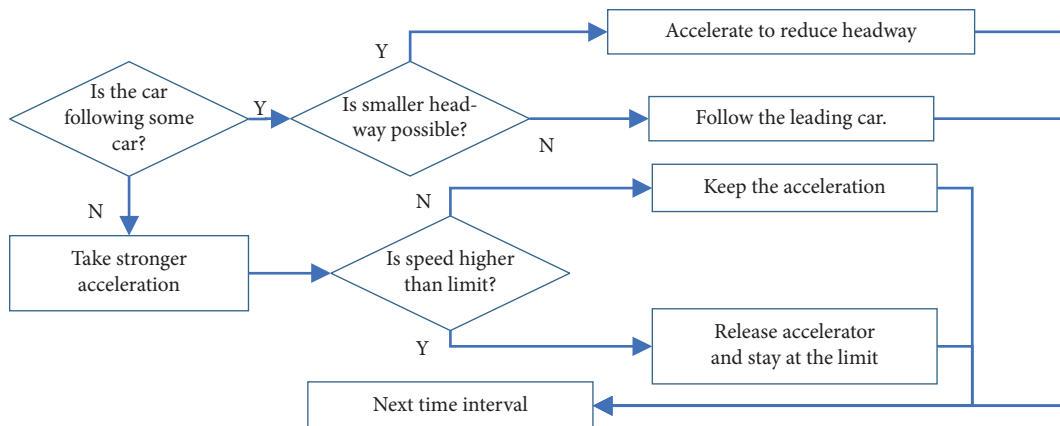 Y
Accelerate to reduce headway
Is the car
following some
car?
Y
Is smaller head-
way possible?
N
Follow the leading car.
N
Take stronger
acceleration
N
Keep the acceleration
Is speed higher
than limit?
Y
Release accelerator
and stay at the limit
Next time interval